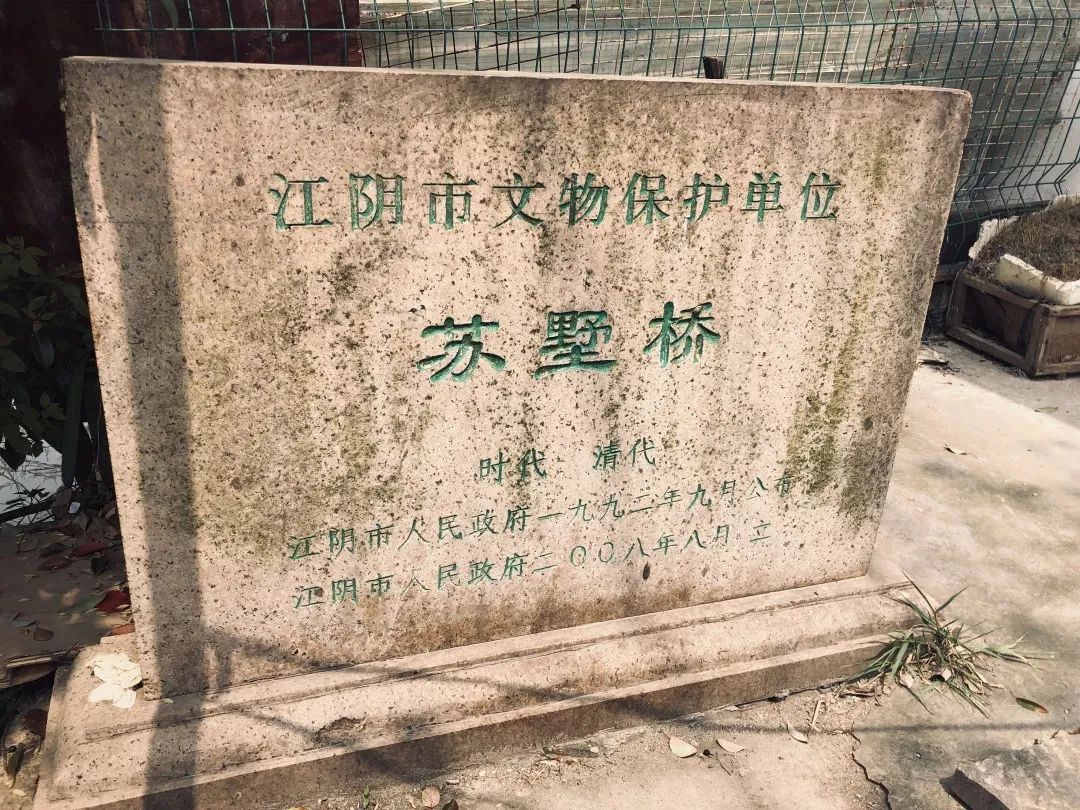 江阴市文物保护单位
苏墅桥
时代 清代
江阴市人民政府一九九二年九月公布
江阴市人民政府二〇〇八年八月立